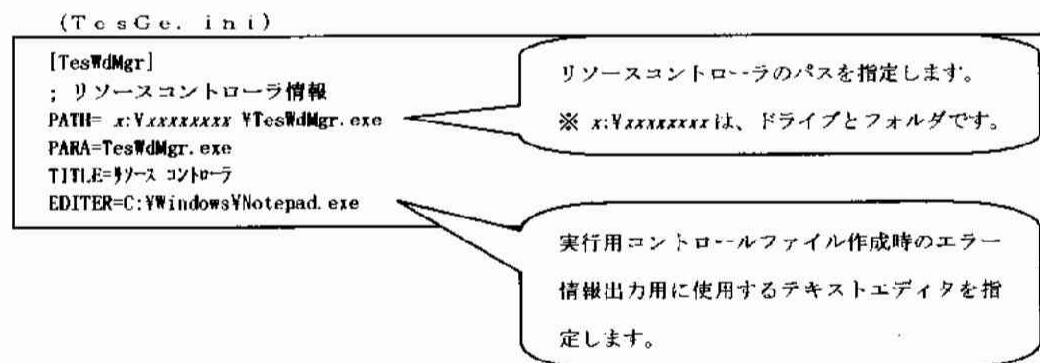 (TesGe. ini)
[TesWdMgr]
; リソースコントローラ情報
PATH= x:¥xxxxxxxx ¥TesWdMgr.exe
PARA=TesWdMgr.exe
TITLE=ﾘｿｰｽ ｺﾝﾄﾛｰﾗ
EDITER=C:¥Windows¥Notepad.exe
リソースコントローラのパスを指定します。
※ x:¥xxxxxxxxは、ドライブとフォルダです。
実行用コントロールファイル作成時のエラー
情報出力用に使用するテキストエディタを指
定します。